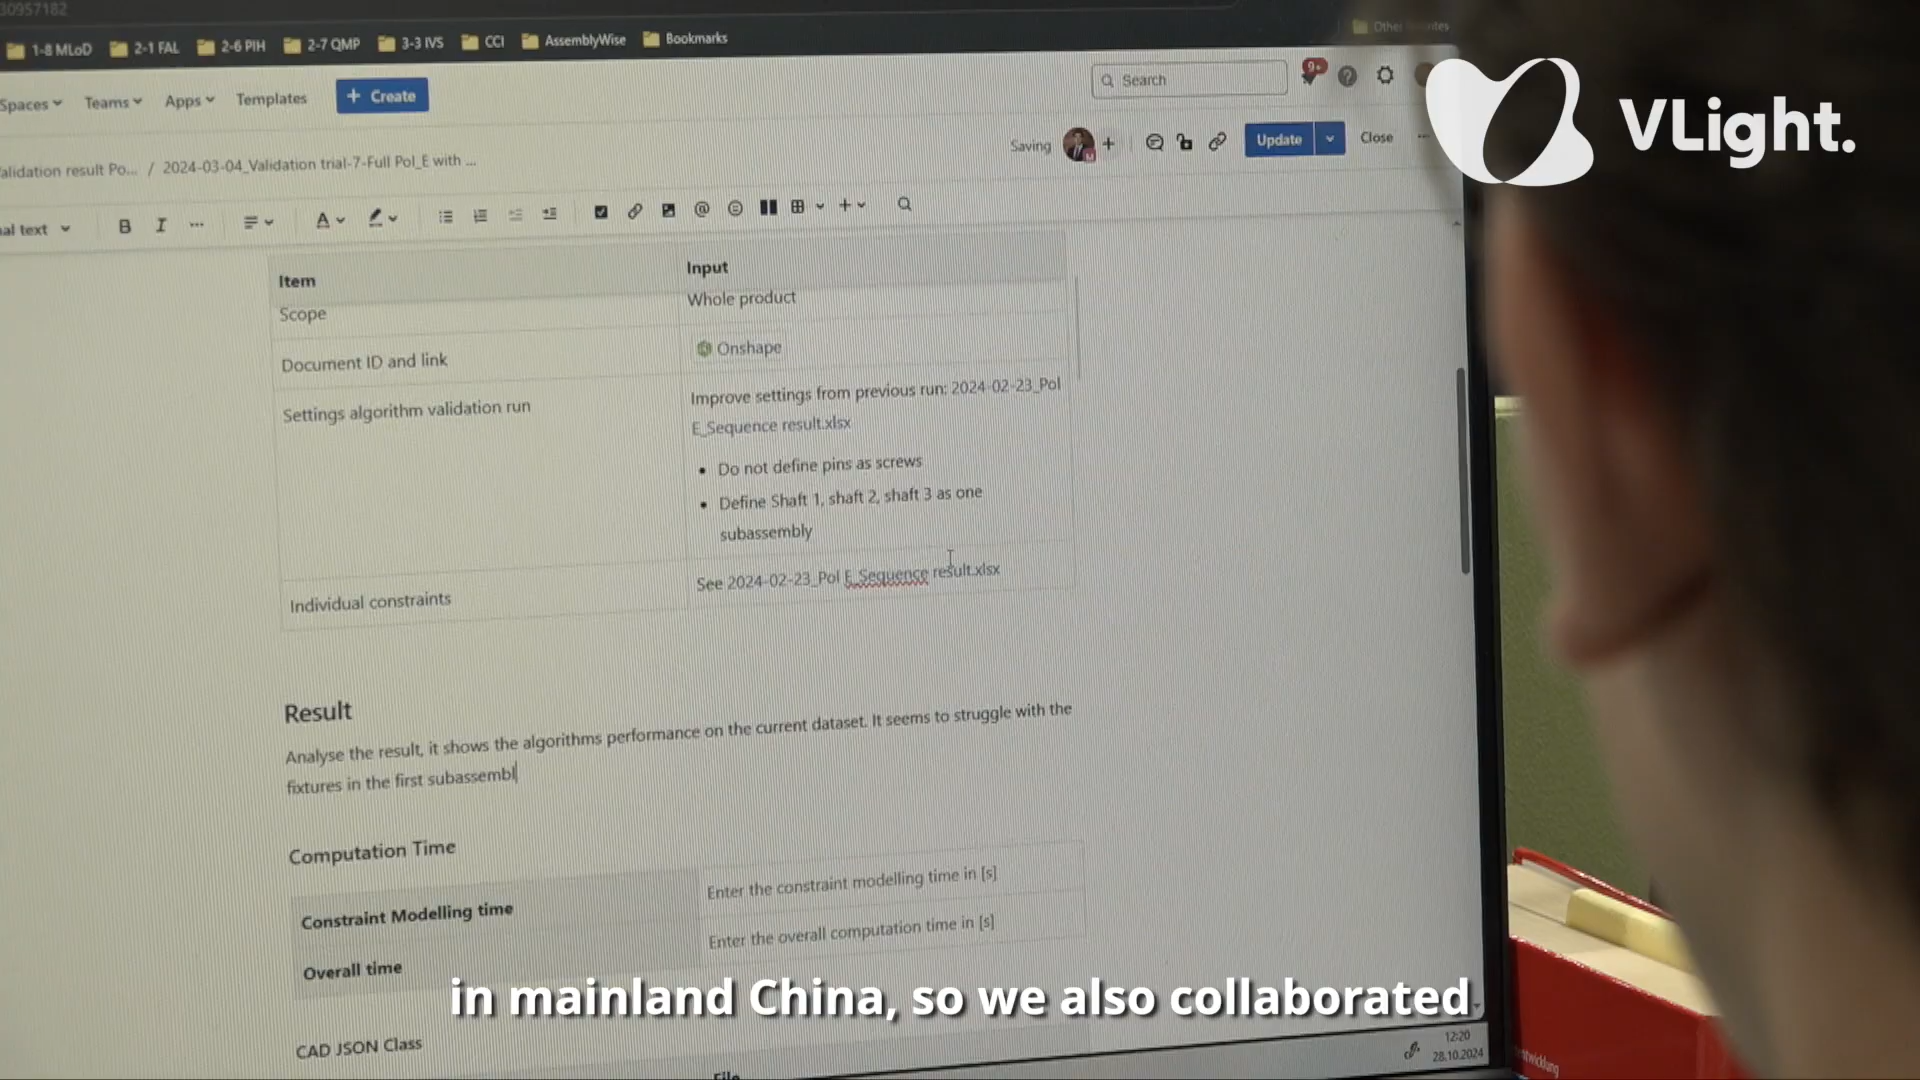 30957182
1-8 MLoD 2-1 FAL 2-6 PIH 2-7 QMP 3-3 IVS CCI AssemblyWise Bookmarks Other
Spaces Teams Apps Templates + Create Search 9+ ?
VLight.
alidation result Po... / 2024-03-04_Validation trial-7-Full Pol_E with ... Saving Update Close
al text B I ... A
Item Input
Scope Whole product
Document ID and link Onshape
Settings algorithm validation run Improve settings from previous run: 2024-02-23_Pol
E_Sequence result.xlsx
• Do not define pins as screws
• Define Shaft 1, shaft 2, shaft 3 as one
subassembly
Individual constraints See 2024-02-23_Pol E_Sequence result.xlsx
Result
Analyse the result, it shows the algorithms performance on the current dataset. It seems to struggle with the
fixtures in the first subassembl
Computation Time
Constraint Modelling time Enter the constraint modelling time in [s]
Overall time Enter the overall computation time in [s]
in mainland China, so we also collaborated
CAD JSON Class
File
12:20
28.10.2024